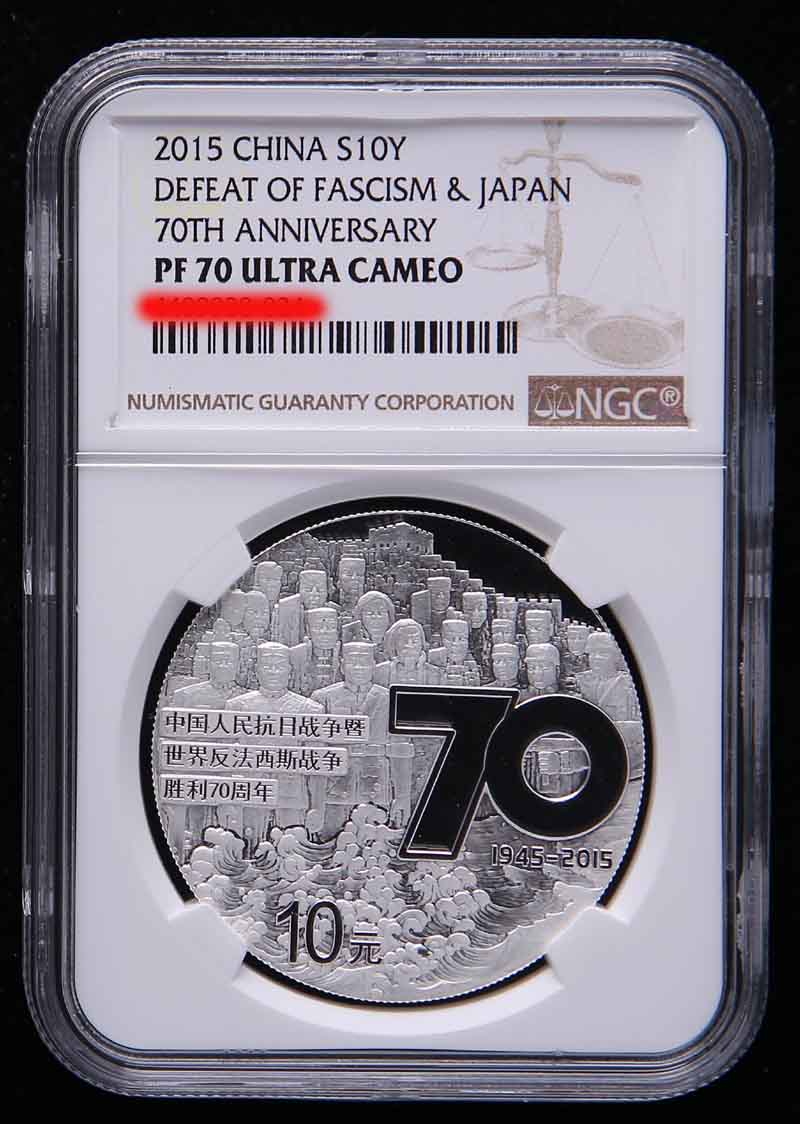 2015 CHINA S10Y
DEFEAT OF FASCISM & JAPAN
70TH ANNIVERSARY
PF 70 ULTRA CAMEO
NUMISMATIC GUARANTY CORPORATION
NGC®
中国人民抗日战争暨
世界反法西斯战争
胜利70周年
70
1945-2015
10元